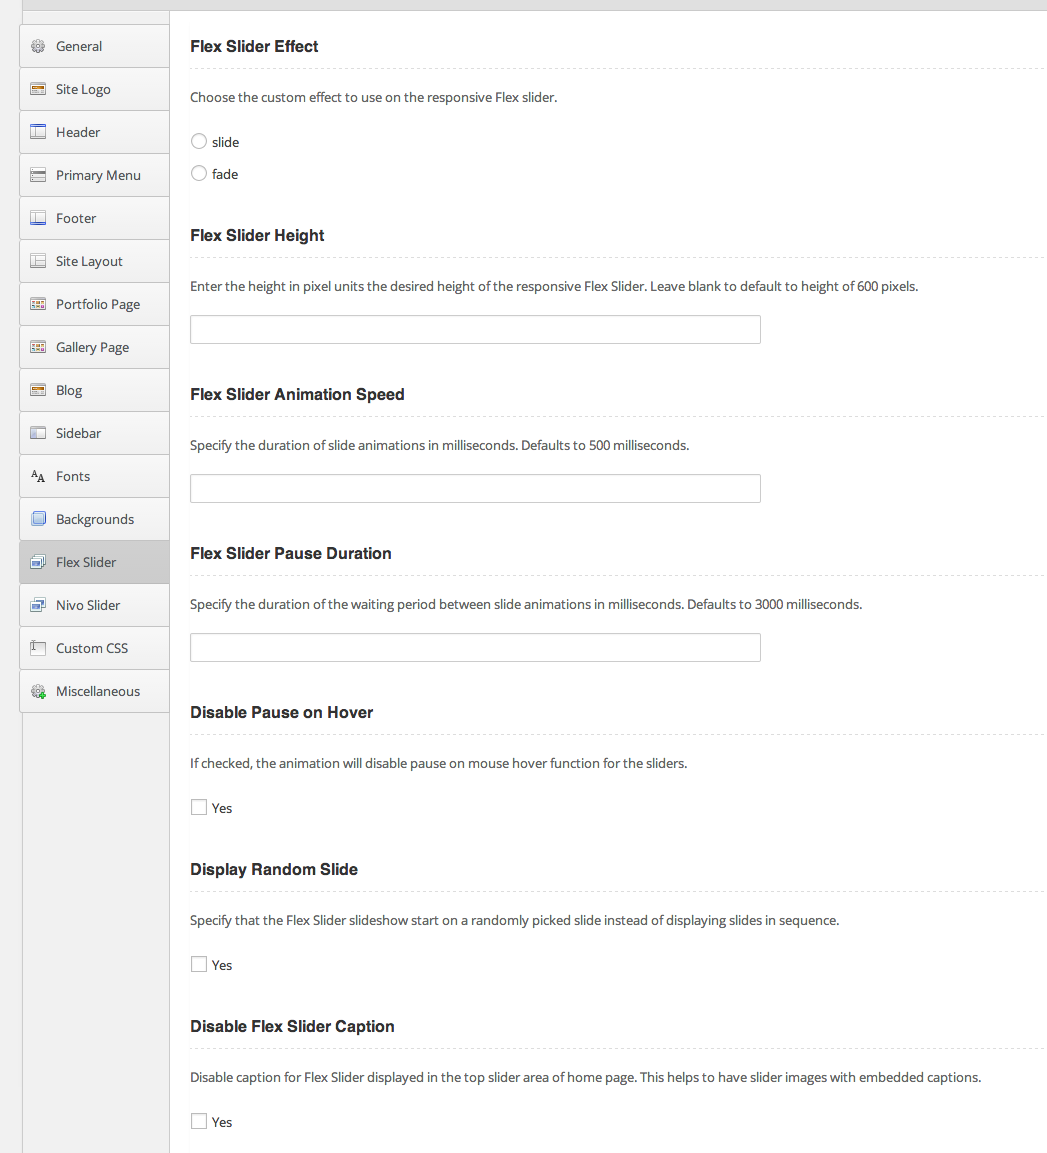 General
Site Logo
Header
Primary Menu
Footer
Site Layout
Portfolio Page
Gallery Page
Blog
Sidebar
Fonts
Backgrounds
Flex Slider
Nivo Slider
Custom CSS
Miscellaneous
Flex Slider Effect
Choose the custom effect to use on the responsive Flex slider.
slide
fade
Flex Slider Height
Enter the height in pixel units the desired height of the responsive Flex Slider. Leave blank to default to height of 600 pixels.
Flex Slider Animation Speed
Specify the duration of slide animations in milliseconds. Defaults to 500 milliseconds.
Flex Slider Pause Duration
Specify the duration of the waiting period between slide animations in milliseconds. Defaults to 3000 milliseconds.
Disable Pause on Hover
If checked, the animation will disable pause on mouse hover function for the sliders.
Yes
Display Random Slide
Specify that the Flex Slider slideshow start on a randomly picked slide instead of displaying slides in sequence.
Yes
Disable Flex Slider Caption
Disable caption for Flex Slider displayed in the top slider area of home page. This helps to have slider images with embedded captions.
Yes